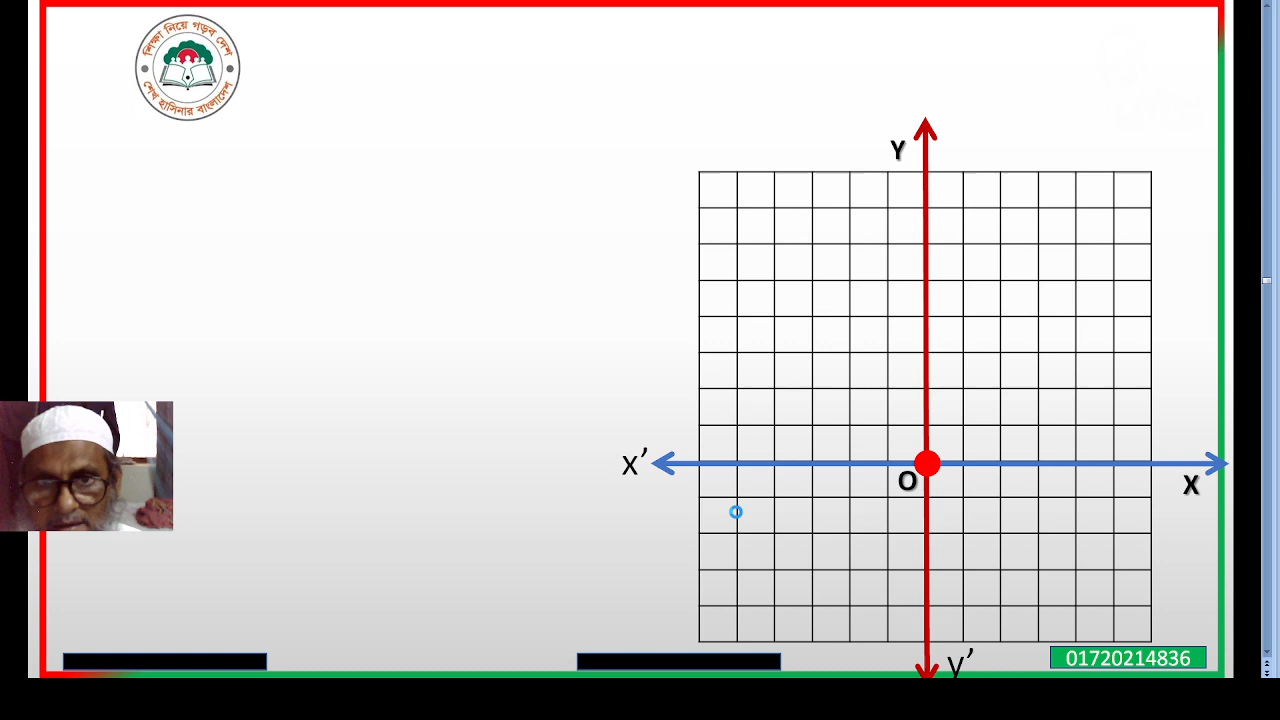 শিক্ষা নিয়ে গড়ব দেশ
শেখ হাসিনার বাংলাদেশ
Y
X’
O
X
y’
01720214836